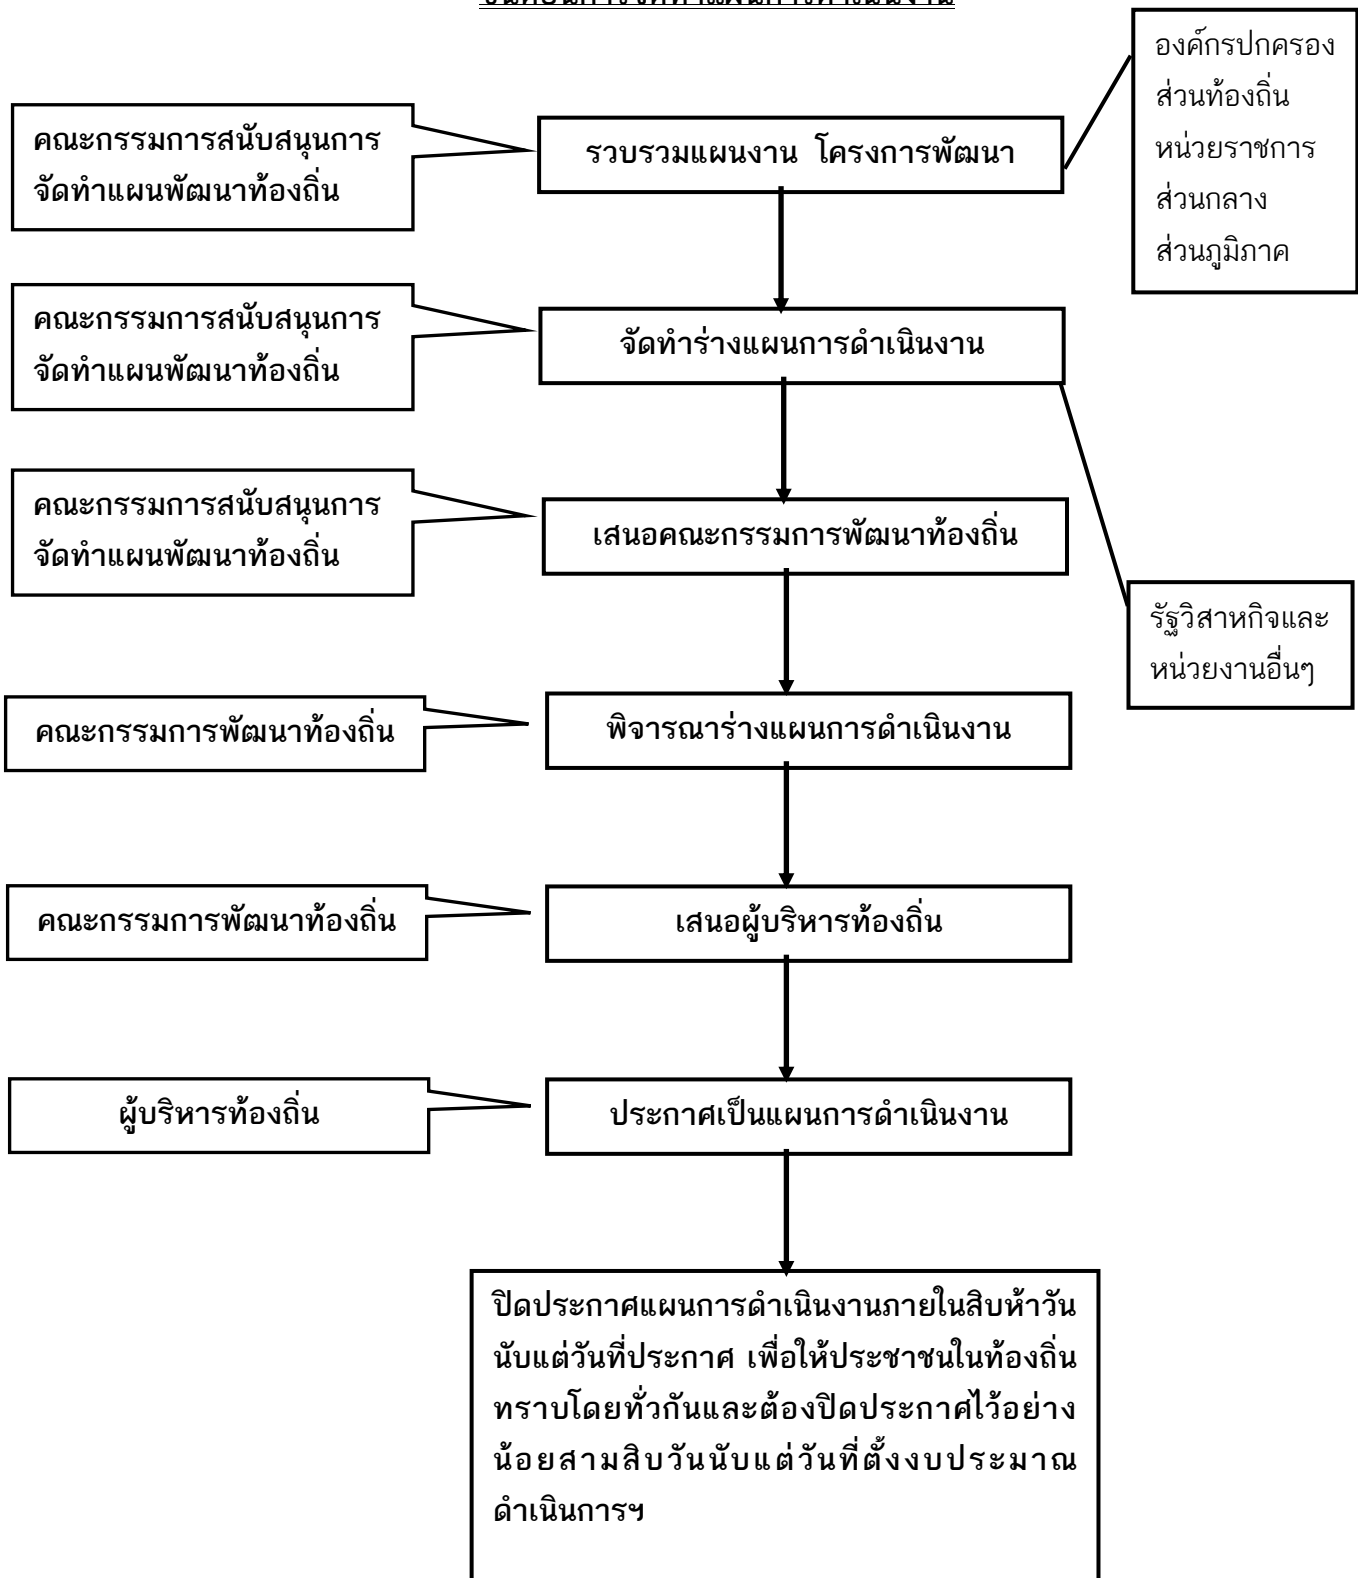 องค์กรปกครอง
ส่วนท้องถิ่น
หน่วยราชการ
ส่วนกลาง
ส่วนภูมิภาค
คณะกรรมการสนับสนุนการ
จัดทำแผนพัฒนาท้องถิ่น
รวบรวมแผนงาน โครงการพัฒนา
คณะกรรมการสนับสนุนการ
จัดทำแผนพัฒนาท้องถิ่น
จัดทำร่างแผนการดำเนินงาน
คณะกรรมการสนับสนุนการ
จัดทำแผนพัฒนาท้องถิ่น
เสนอคณะกรรมการพัฒนาท้องถิ่น
รัฐวิสาหกิจและ
หน่วยงานอื่นๆ
คณะกรรมการพัฒนาท้องถิ่น
พิจารณาร่างแผนการดำเนินงาน
คณะกรรมการพัฒนาท้องถิ่น
เสนอผู้บริหารท้องถิ่น
ผู้บริหารท้องถิ่น
ประกาศเป็นแผนการดำเนินงาน
ปิดประกาศแผนการดำเนินงานภายในสิบห้าวัน
นับแต่วันที่ประกาศ เพื่อให้ประชาชนในท้องถิ่น
ทราบโดยทั่วกันและต้องปิดประกาศไว้อย่าง
น้อยสามสิบวันนับแต่วันที่ตั้งงบประมาณ
ดำเนินการฯ